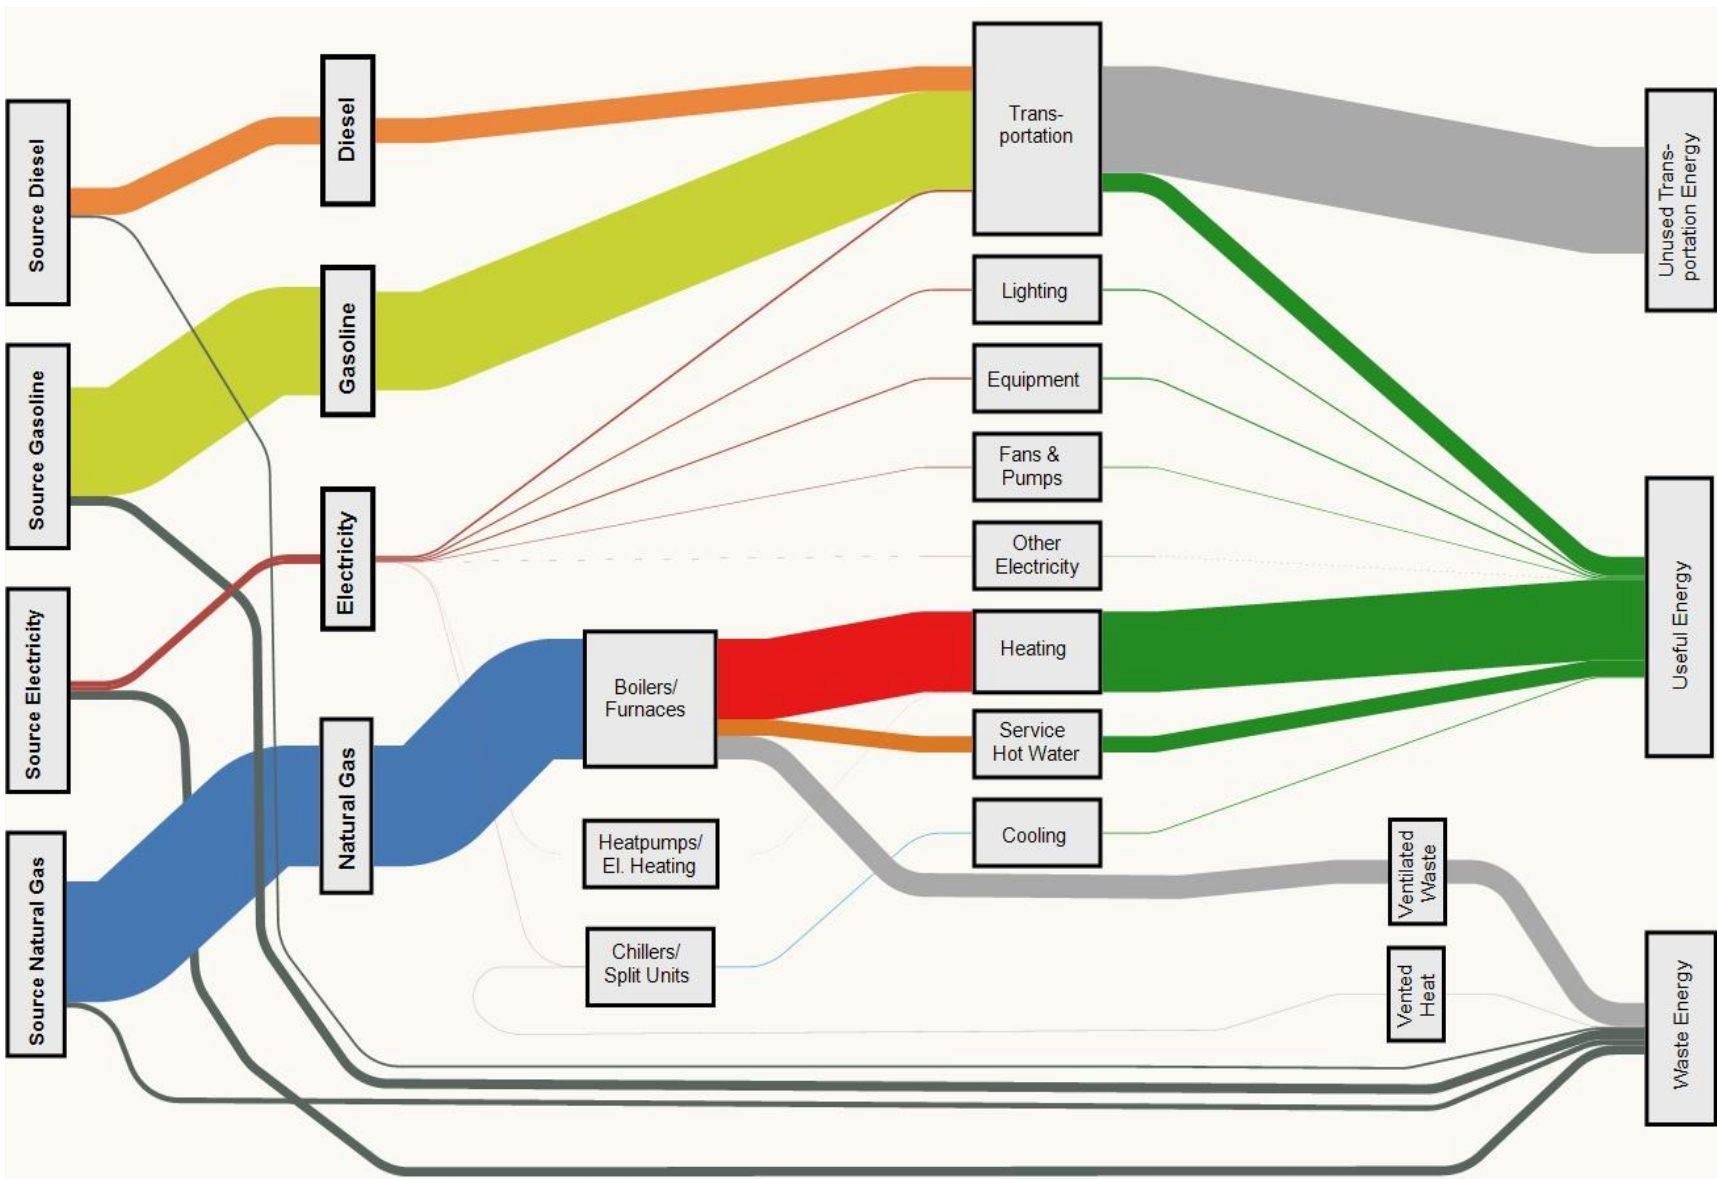 Source Diesel
Source Gasoline
Source Electricity
Source Natural Gas
Diesel
Gasoline
Electricity
Natural Gas
Boilers/
Furnaces
Heatpumps/
El. Heating
Chillers/
Split Units
Trans-
portation
Lighting
Equipment
Fans &
Pumps
Other
Electricity
Heating
Service
Hot Water
Cooling
Ventilated
Waste
Vented
Heat
Unused Trans-
portation Energy
Useful Energy
Waste Energy